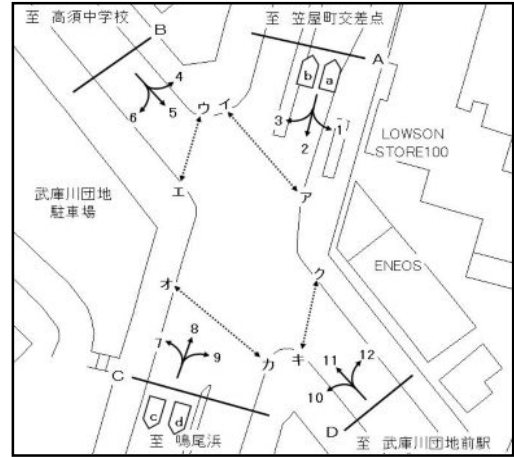 至 高須中学校
至 笠屋町交差点
B
A
4
5
6
b
a
3
2
1
ウ
イ
LOWSON
STORE100
エ
ア
武庫川団地
駐車場
ENEOS
オ
ク
7
8
9
カ
キ
11
12
10
C
c
d
D
至 鳴尾浜
至 武庫川団地前駅